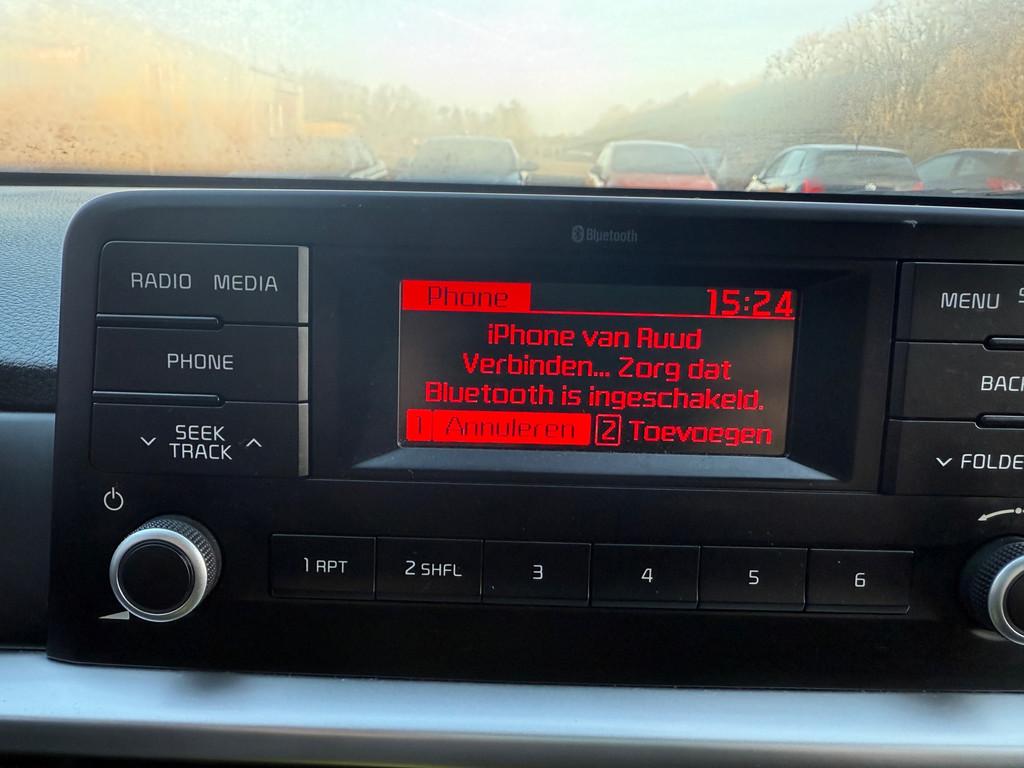 Bluetooth
RADIO MEDIA
PHONE
SEEK
TRACK
Phone 15:24
iPhone van Ruud
Verbinden... Zorg dat
Bluetooth is ingeschakeld.
1 Annuleren 2 Toevoegen
MENU
BACK
1 RPT
2 SHFL
3
4
5
6